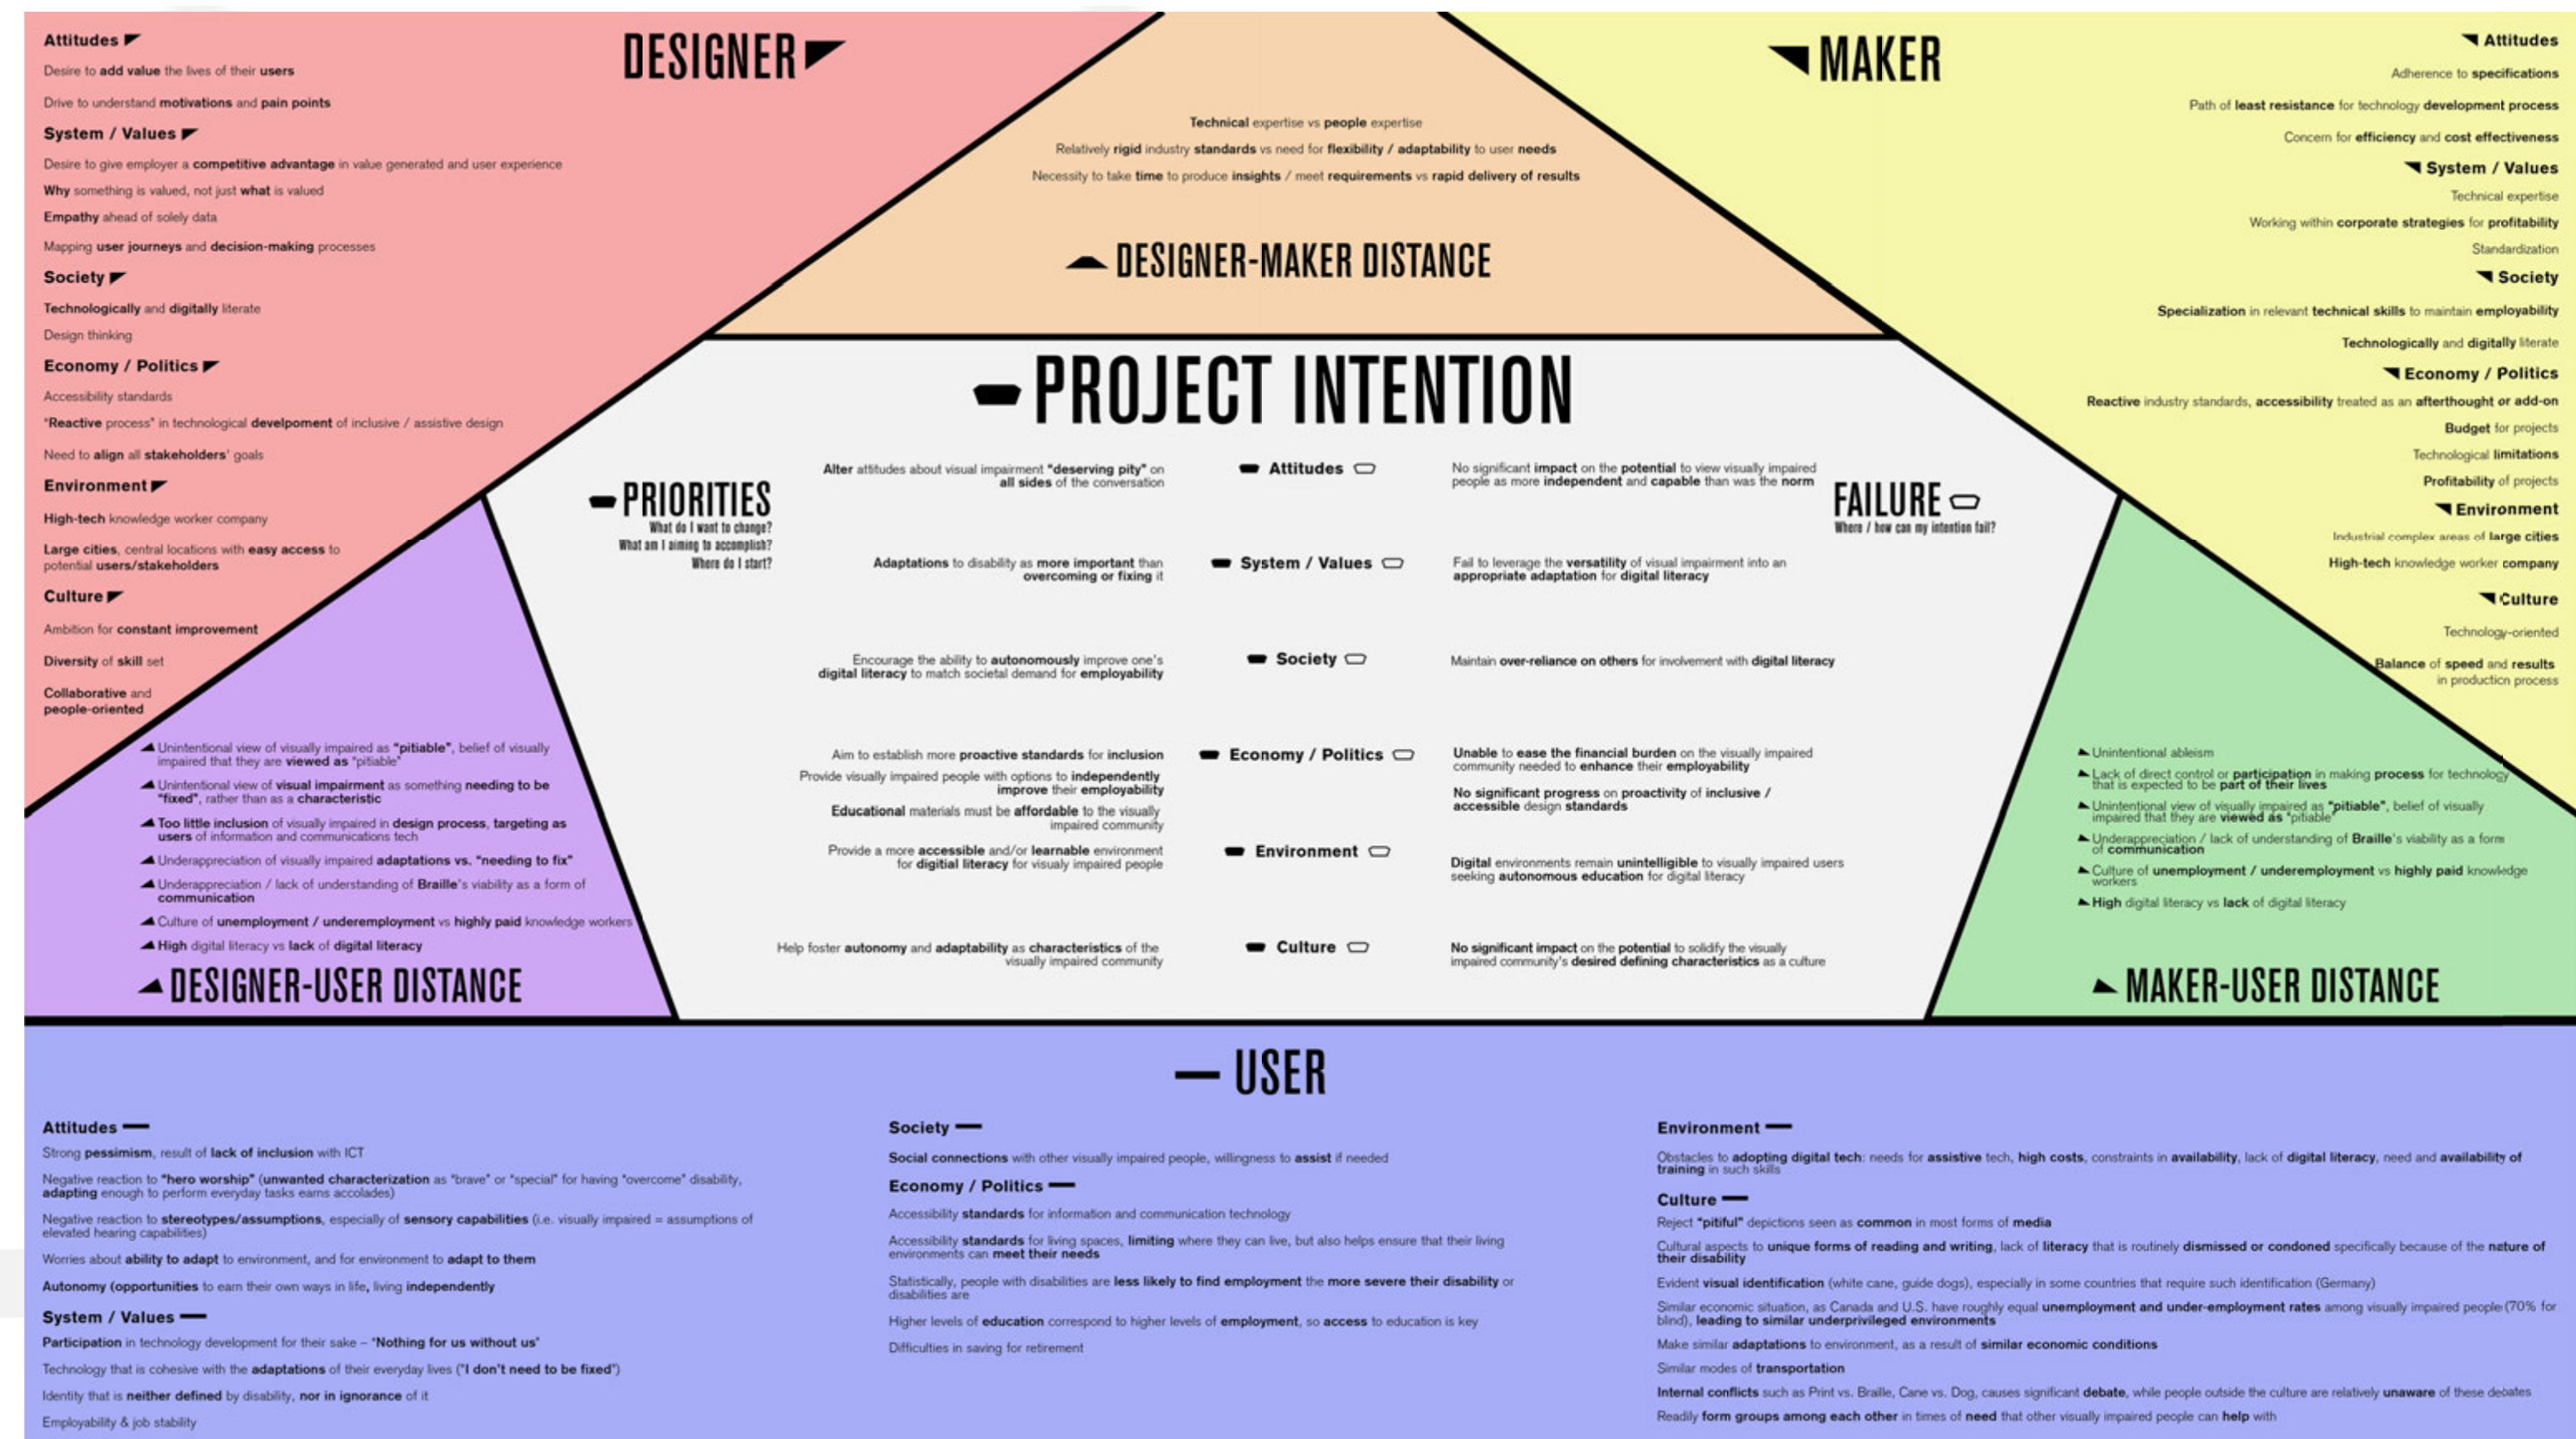 DESIGNER
Attitudes
Desire to add value the lives of their users
Drive to understand motivations and pain points
System / Values
Desire to give employer a competitive advantage in value generated and user experience
Why something is valued, not just what is valued
Empathy ahead of solely data
Mapping user journeys and decision-making processes
Society
Technologically and digitally literate
Design thinking
Economy / Politics
Accessibility standards
"Reactive process" in technological develpoment of inclusive / assistive design
Need to align all stakeholders' goals
Environment
High-tech knowledge worker company
Large cities, central locations with easy access to
potential users/stakeholders
Culture
Ambition for constant improvement
Diversity of skill set
Collaborative and
people-oriented
Technical expertise vs people expertise
Relatively rigid industry standards vs need for flexibility / adaptability to user needs
Necessity to take time to produce insights / meet requirements vs rapid delivery of results
DESIGNER-MAKER DISTANCE
MAKER
Attitudes
Adherence to specifications
Path of least resistance for technology development process
Concern for efficiency and cost effectiveness
System / Values
Technical expertise
Working within corporate strategies for profitability
Standardization
Society
Specialization in relevant technical skills to maintain employability
Technologically and digitally literate
Economy / Politics
Reactive industry standards, accessibility treated as an afterthought or add-on
Budget for projects
Technological limitations
Profitability of projects
Environment
Industrial complex areas of large cities
High-tech knowledge worker company
Culture
Technology-oriented
Balance of speed and results
in production process
PROJECT INTENTION
PRIORITIES
What do I want to change?
What am I aiming to accomplish?
Where do I start?
FAILURE
Where / how can my intention fail?
Alter attitudes about visual impairment "deserving pity" on
all sides of the conversation
Attitudes
No significant impact on the potential to view visually impaired
people as more independent and capable than was the norm
Adaptations to disability as more important than
overcoming or fixing it
System / Values
Fail to leverage the versatility of visual impairment into an
appropriate adaptation for digital literacy
Encourage the ability to autonomously improve one's
digital literacy to match societal demand for employability
Society
Maintain over-reliance on others for involvement with digital literacy
Aim to establish more proactive standards for inclusion
Provide visually impaired people with options to independently
improve their employability
Educational materials must be affordable to the visually
impaired community
Economy / Politics
Unable to ease the financial burden on the visually impaired
community needed to enhance their employability
No significant progress on proactivity of inclusive /
accessible design standards
Provide a more accessible and/or learnable environment
for digitial literacy for visualy impaired people
Environment
Digital environments remain unintelligible to visually impaired users
seeking autonomous education for digital literacy
Help foster autonomy and adaptability as characteristics of the
visually impaired community
Culture
No significant impact on the potential to solidify the visually
impaired community's desired defining characteristics as a culture
Unintentional view of visually impaired as "pitiable", belief of visually
impaired that they are viewed as "pitiable"
Unintentional view of visual impairment as something needing to be
"fixed", rather than as a characteristic
Too little inclusion of visually impaired in design process, targeting as
users of information and communications tech
Underappreciation of visually impaired adaptations vs. "needing to fix"
Underappreciation / lack of understanding of Braille's viability as a form of
communication
Culture of unemployment / underemployment vs highly paid knowledge workers
High digital literacy vs lack of digital literacy
DESIGNER-USER DISTANCE
Unintentional ableism
Lack of direct control or participation in making process for technology
that is expected to be part of their lives
Unintentional view of visually impaired as "pitiable", belief of visually
impaired that they are viewed as "pitiable"
Underappreciation / lack of understanding of Braille's viability as a form
of communication
Culture of unemployment / underemployment vs highly paid knowledge
workers
High digital literacy vs lack of digital literacy
MAKER-USER DISTANCE
USER
Attitudes
Strong pessimism, result of lack of inclusion with ICT
Negative reaction to "hero worship" (unwanted characterization as "brave" or "special" for having "overcome" disability,
adapting enough to perform everyday tasks earns accolades)
Negative reaction to stereotypes/assumptions, especially of sensory capabilities (i.e. visually impaired = assumptions of
elevated hearing capabilities)
Worries about ability to adapt to environment, and for environment to adapt to them
Autonomy (opportunities to earn their own ways in life, living independently
System / Values
Participation in technology development for their sake – "Nothing for us without us"
Technology that is cohesive with the adaptations of their everyday lives ("I don't need to be fixed")
Identity that is neither defined by disability, nor in ignorance of it
Employability & job stability
Society
Social connections with other visually impaired people, willingness to assist if needed
Economy / Politics
Accessibility standards for information and communication technology
Accessibility standards for living spaces, limiting where they can live, but also helps ensure that their living
environments can meet their needs
Statistically, people with disabilities are less likely to find employment the more severe their disability or
disabilities are
Higher levels of education correspond to higher levels of employment, so access to education is key
Difficulties in saving for retirement
Environment
Obstacles to adopting digital tech: needs for assistive tech, high costs, constraints in availability, lack of digital literacy, need and availability of
training in such skills
Culture
Reject "pitiful" depictions seen as common in most forms of media
Cultural aspects to unique forms of reading and writing, lack of literacy that is routinely dismissed or condoned specifically because of the nature of
their disability
Evident visual identification (white cane, guide dogs), especially in some countries that require such identification (Germany)
Similar economic situation, as Canada and U.S. have roughly equal unemployment and under-employment rates among visually impaired people (70% for
blind), leading to similar underprivileged environments
Make similar adaptations to environment, as a result of similar economic conditions
Similar modes of transportation
Internal conflicts such as Print vs. Braille, Cane vs. Dog, causes significant debate, while people outside the culture are relatively unaware of these debates
Readily form groups among each other in times of need that other visually impaired people can help with